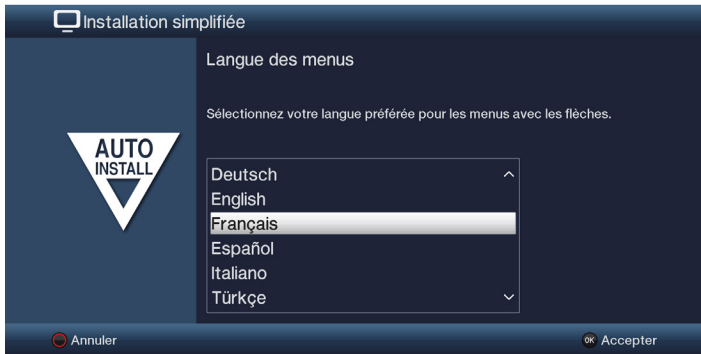 Installation simplifiée
Langue des menus
Sélectionnez votre langue préférée pour les menus avec les flèches.
AUTO
INSTALL
Deutsch
English
Français
Español
Italiano
Türkçe
Annuler
OK Accepter